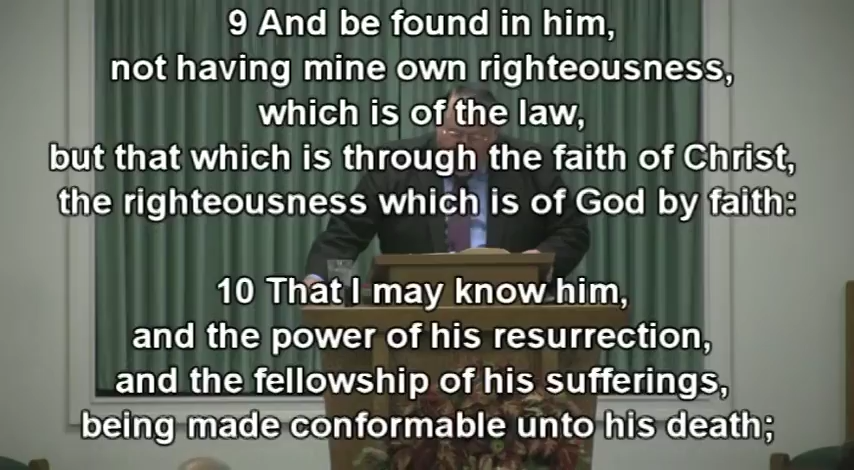 9 And be found in him,
not having mine own righteousness,
which is of the law,
but that which is through the faith of Christ,
the righteousness which is of God by faith:
10 That I may know him,
and the power of his resurrection,
and the fellowship of his sufferings,
being made conformable unto his death;